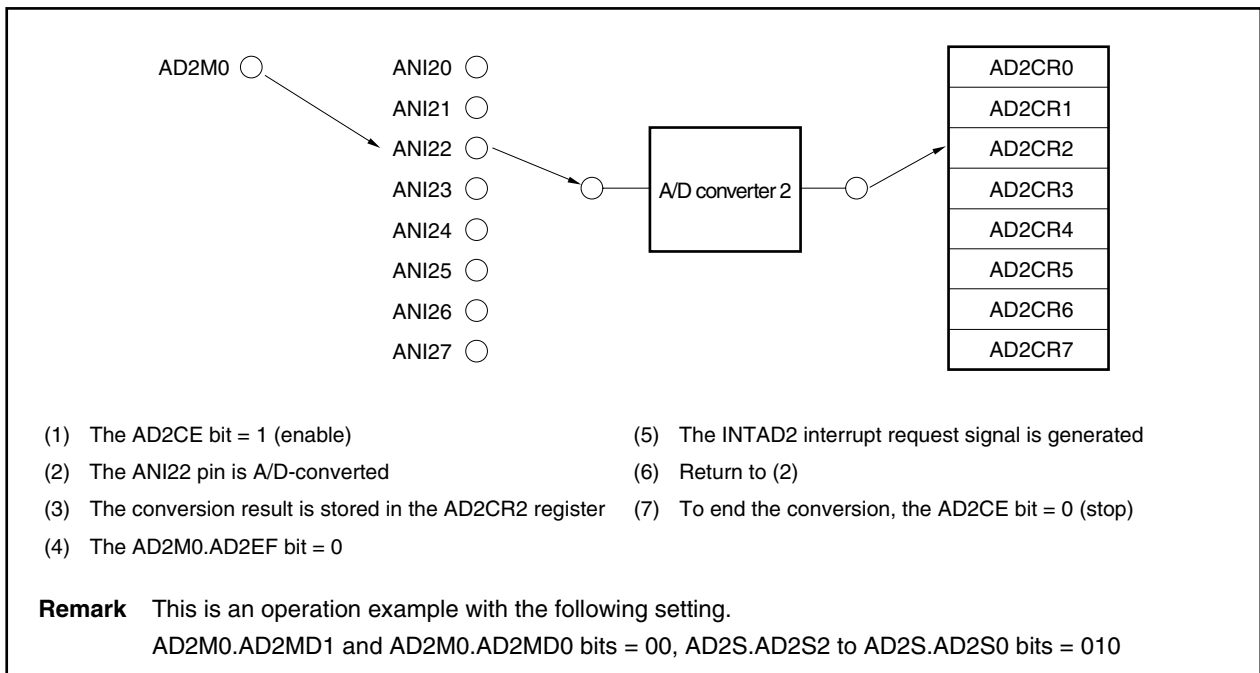 AD2M0
ANI20
ANI21
ANI22
ANI23
ANI24
ANI25
ANI26
ANI27
A/D converter 2
AD2CR0
AD2CR1
AD2CR2
AD2CR3
AD2CR4
AD2CR5
AD2CR6
AD2CR7
(1) The AD2CE bit = 1 (enable)
(2) The ANI22 pin is A/D-converted
(3) The conversion result is stored in the AD2CR2 register
(4) The AD2M0.AD2EF bit = 0
(5) The INTAD2 interrupt request signal is generated
(6) Return to (2)
(7) To end the conversion, the AD2CE bit = 0 (stop)
Remark This is an operation example with the following setting.
AD2M0.AD2MD1 and AD2M0.AD2MD0 bits = 00, AD2S.AD2S2 to AD2S.AD2S0 bits = 010